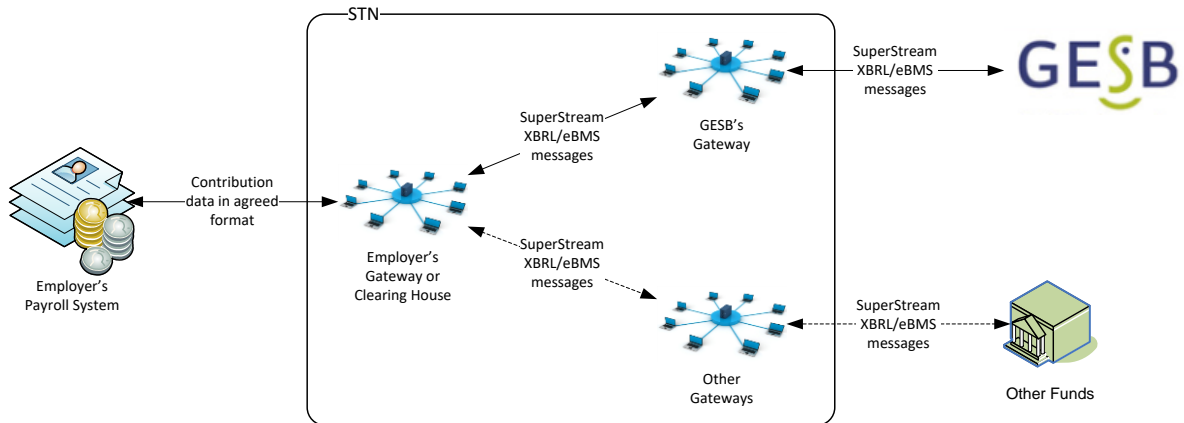 STN
SuperStream
XBRL/eBMS
messages
GESB
SuperStream
XBRL/eBMS
messages
GESB's
Gateway
Contribution
data in agreed
format
Employer's
Payroll System
Employer's
Gateway or
Clearing House
SuperStream
XBRL/eBMS
messages
SuperStream
XBRL/eBMS
messages
Other
Gateways
Other Funds